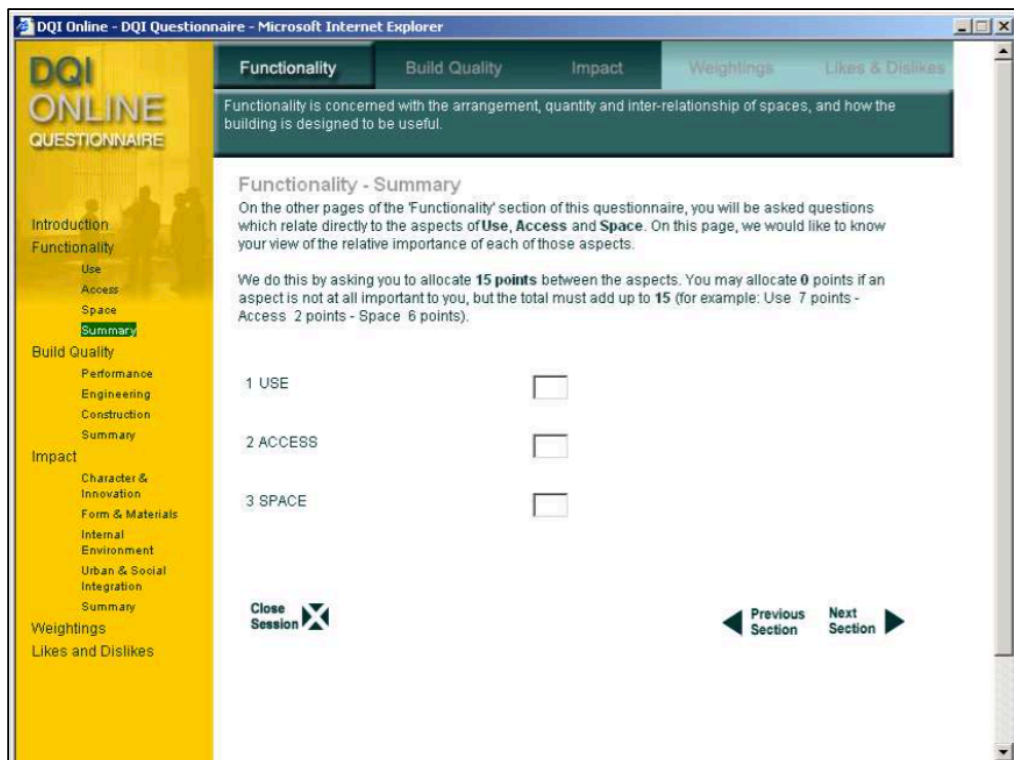 DQI Online - DQI Questionnaire - Microsoft Internet Explorer
DQI
ONLINE
QUESTIONNAIRE
Introduction
Functionality
Use
Access
Space
Summary
Build Quality
Performance
Engineering
Construction
Summary
Impact
Character &
Innovation
Form & Materials
Internal
Environment
Urban & Social
Integration
Summary
Weightings
Likes and Dislikes
Functionality Build Quality Impact Weightings Likes & Dislikes
Functionality is concerned with the arrangement, quantity and inter-relationship of spaces, and how the
building is designed to be useful.
Functionality - Summary
On the other pages of the 'Functionality' section of this questionnaire, you will be asked questions
which relate directly to the aspects of Use, Access and Space. On this page, we would like to know
your view of the relative importance of each of those aspects.
We do this by asking you to allocate 15 points between the aspects. You may allocate 0 points if an
aspect is not at all important to you, but the total must add up to 15 (for example: Use 7 points -
Access 2 points - Space 6 points).
1 USE
2 ACCESS
3 SPACE
Close
Session
Previous
Section
Next
Section